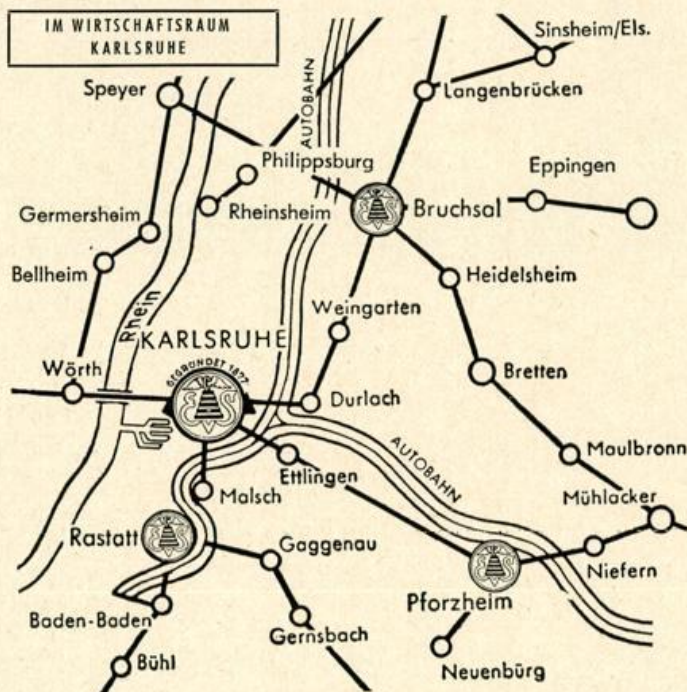 IM WIRTSCHAFTSRAUM
KARLSRUHE
Sinsheim/Els.
Speyer
Langenbrücken
AUTOBAHN
Philippsburg
Eppingen
Germersheim
Rheinsheim
Bruchsal
Bellheim
Heidelsheim
Rhein
Weingarten
KARLSRUHE
GEGRÜNDET 1877
Wörth
Bretten
Durlach
AUTOBAHN
Maulbronn
Ettlingen
Malsch
Mühlacker
Rastatt
Gaggenau
Niefern
Baden-Baden
Pforzheim
Gernsbach
Bühl
Neuenbürg